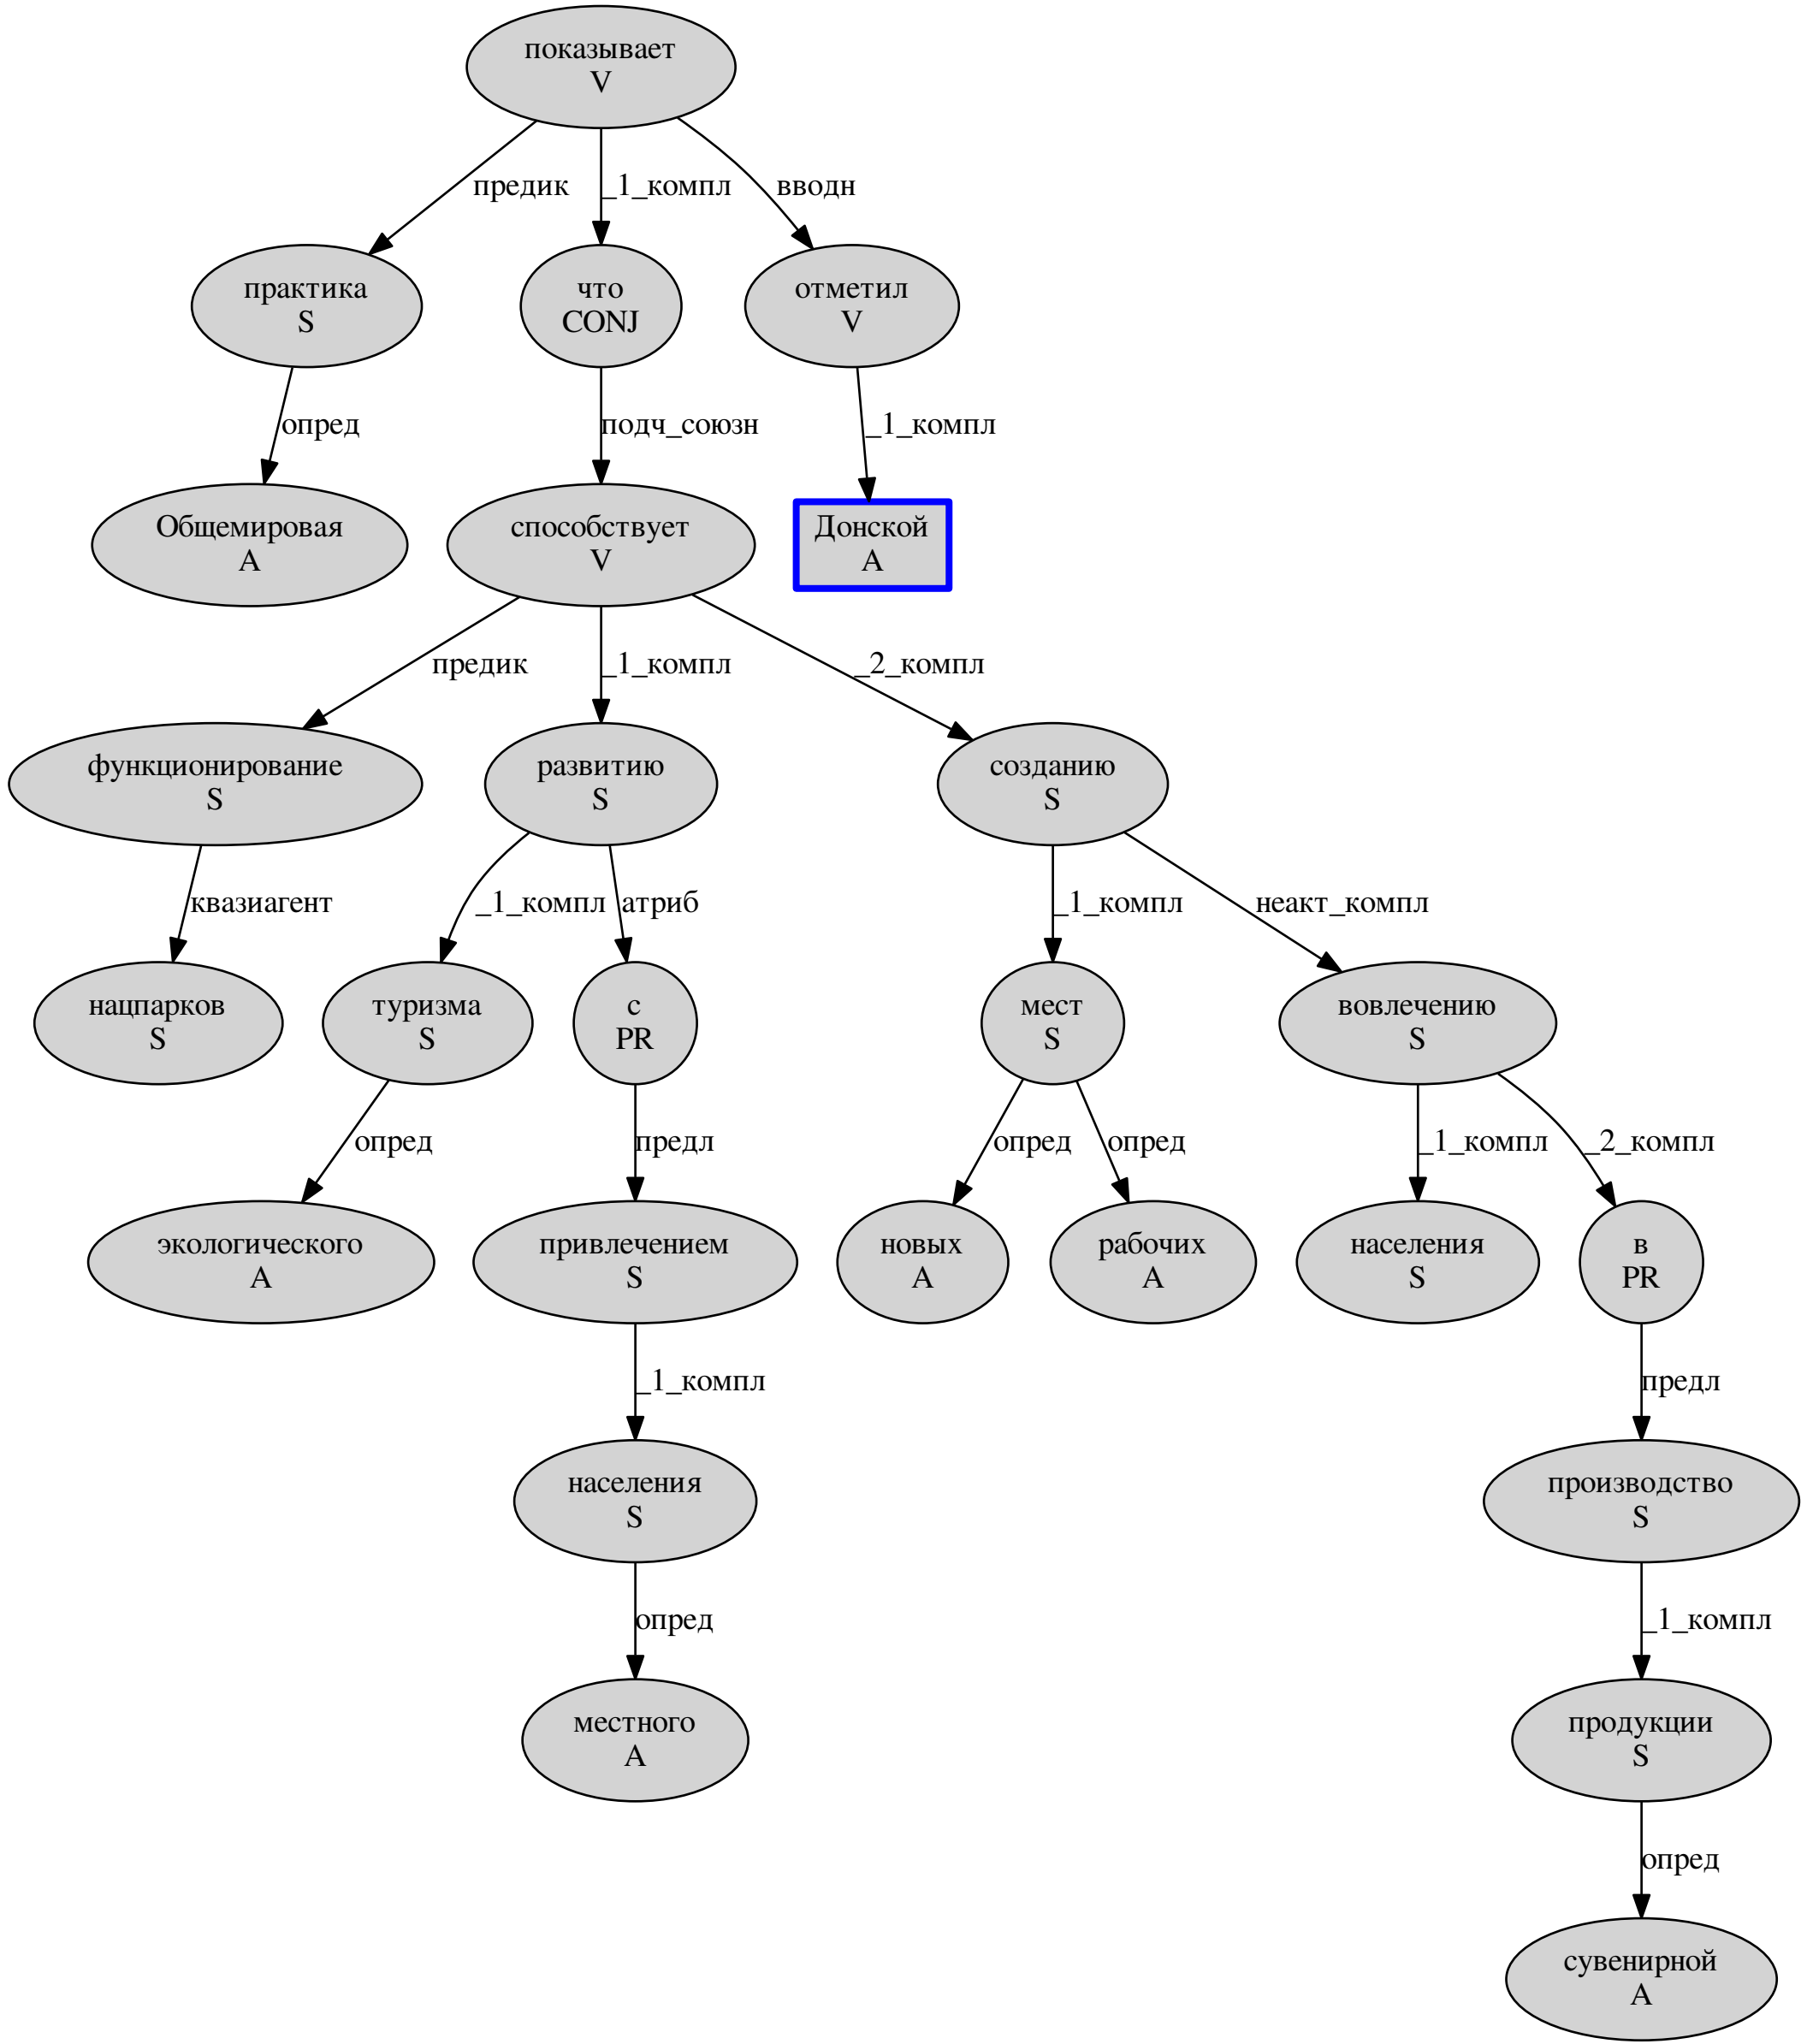 показывает
V
предик
_1_компл
вводн
практика
S
что
CONJ
отметил
V
опред
подч_союзн
_1_компл
Общемировая
A
способствует
V
Донской
A
предик
_1_компл
_2_компл
функционирование
S
развитию
S
созданию
S
квазиагент
_1_компл
атриб
_1_компл
неакт_компл
нацпарков
S
туризма
S
с
PR
мест
S
вовлечению
S
опред
предл
опред
опред
_1_компл
_2_компл
экологического
A
привлечением
S
новых
A
рабочих
A
населения
S
в
PR
_1_компл
предл
населения
S
производство
S
опред
_1_компл
местного
A
продукции
S
опред
сувенирной
A